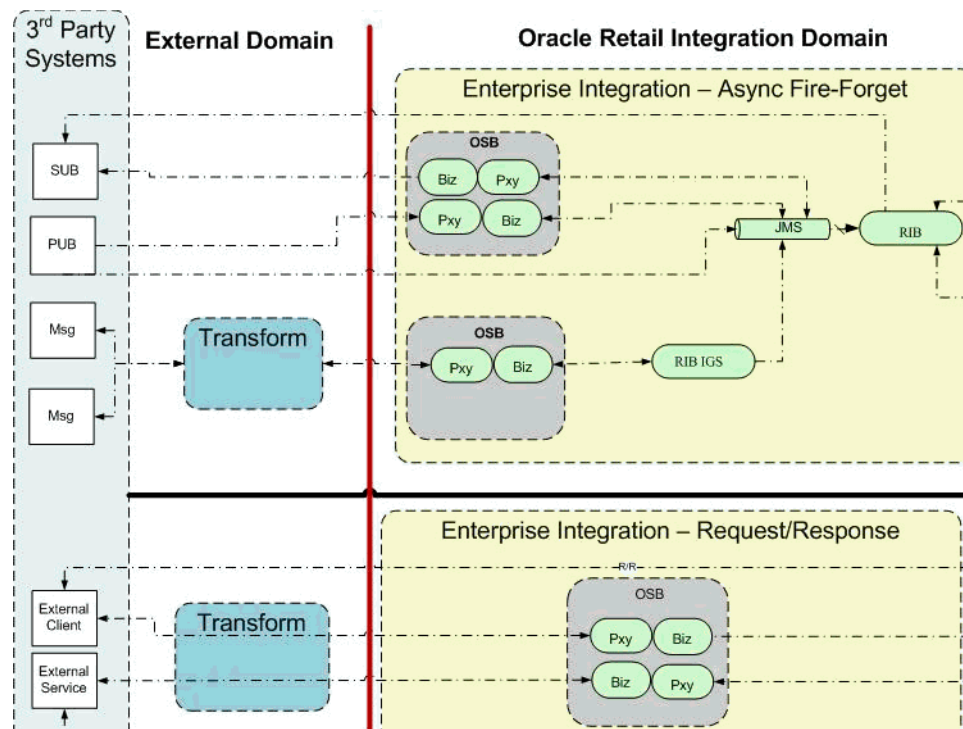 3rd Party
Systems
External Domain
Oracle Retail Integration Domain
Enterprise Integration – Async Fire-Forget
OSB
SUB
Biz
Pxy
Pxy
Biz
PUB
JMS
RIB
Msg
Transform
OSB
Pxy
Biz
RIB IGS
Msg
Enterprise Integration – Request/Response
R/R
OSB
External
Client
Transform
Pxy
Biz
External
Service
Biz
Pxy